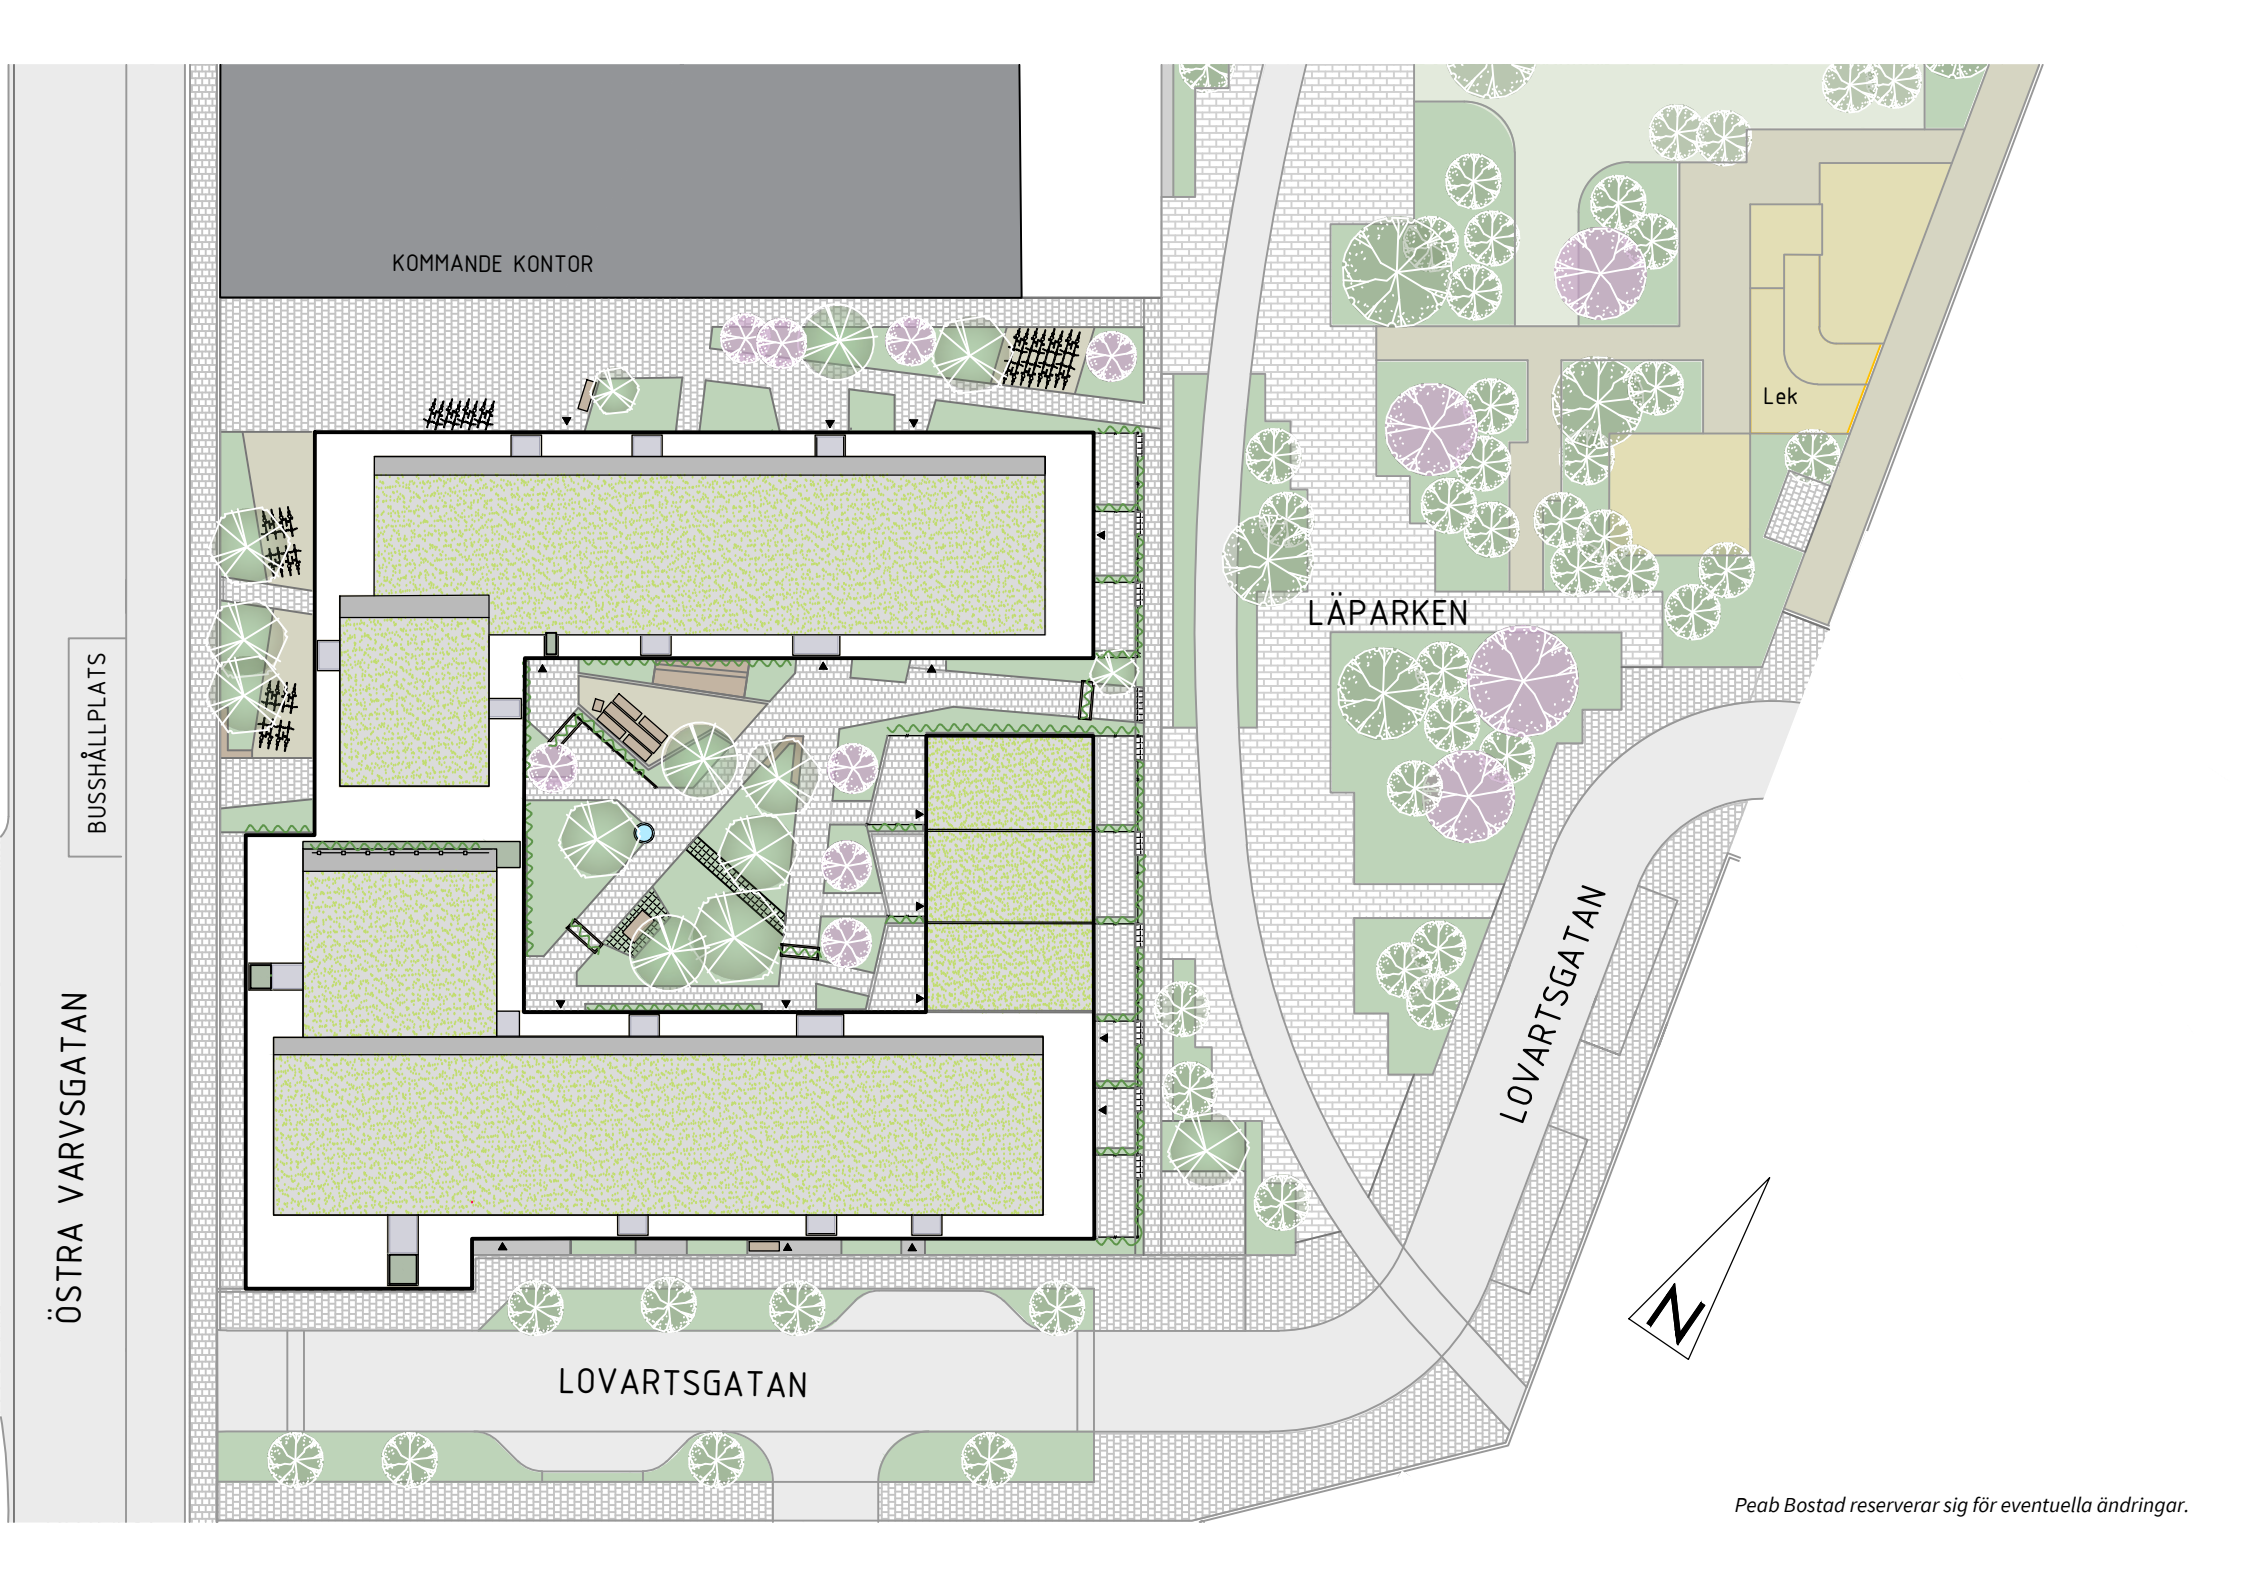 KOMMANDE KONTOR
Lek
LÄPARKEN
BUSSHÅLLPLATS
ÖSTRA VARVSGATAN
LOVARTSGATAN
LOVARTSGATAN
N
Peab Bostad reserverar sig för eventuella ändringar.